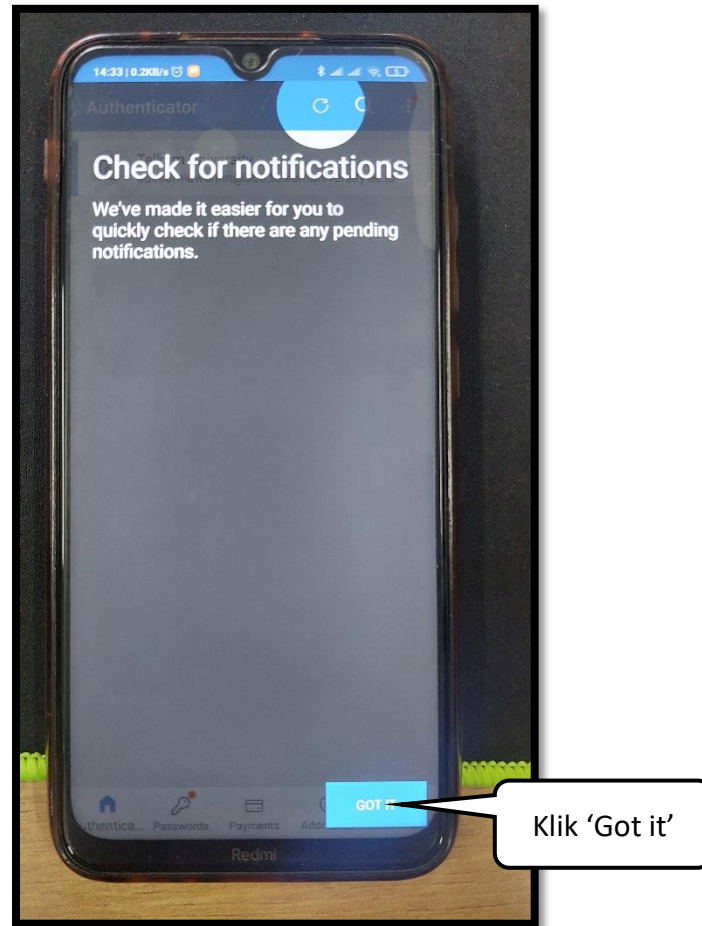 14:33 | 0.2KB/s
Authenticator
Check for notifications
We've made it easier for you to
quickly check if there are any pending
notifications.
Passwords
Payments
GOT IT
Klik ‘Got it’
Redmi